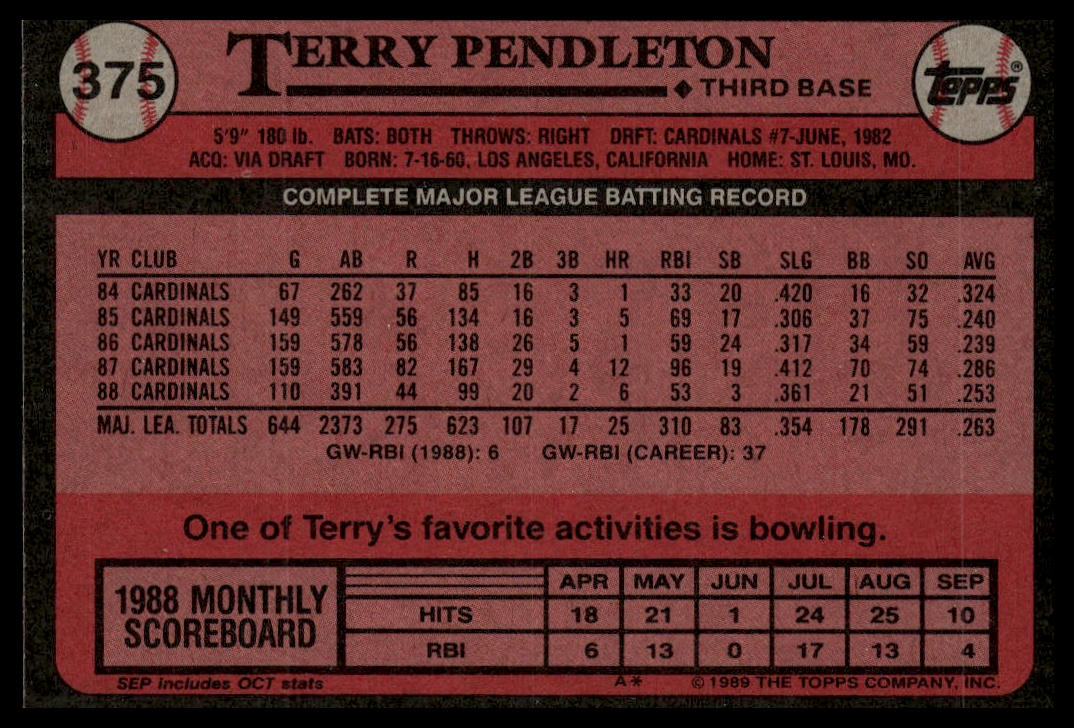 375
TERRY PENDLETON
◆ THIRD BASE
TOPPS®
5'9" 180 lb. BATS: BOTH THROWS: RIGHT DRFT: CARDINALS #7-JUNE, 1982
ACQ: VIA DRAFT BORN: 7-16-60, LOS ANGELES, CALIFORNIA HOME: ST. LOUIS, MO.
COMPLETE MAJOR LEAGUE BATTING RECORD
YR CLUB G AB R H 2B 3B HR RBI SB SLG BB SO AVG
84 CARDINALS 67 262 37 85 16 3 1 33 20 .420 16 32 .324
85 CARDINALS 149 559 56 134 16 3 5 69 17 .306 37 75 .240
86 CARDINALS 159 578 56 138 26 5 1 59 24 .317 34 59 .239
87 CARDINALS 159 583 82 167 29 4 12 96 19 .412 70 74 .286
88 CARDINALS 110 391 44 99 20 2 6 53 3 .361 21 51 .253
MAJ. LEA. TOTALS 644 2373 275 623 107 17 25 310 83 .354 178 291 .263
GW-RBI (1988): 6 GW-RBI (CAREER): 37
One of Terry's favorite activities is bowling.
1988 MONTHLY
SCOREBOARD
APR MAY JUN JUL AUG SEP
HITS 18 21 1 24 25 10
RBI 6 13 0 17 13 4
SEP includes OCT stats
A* © 1989 THE TOPPS COMPANY, INC.